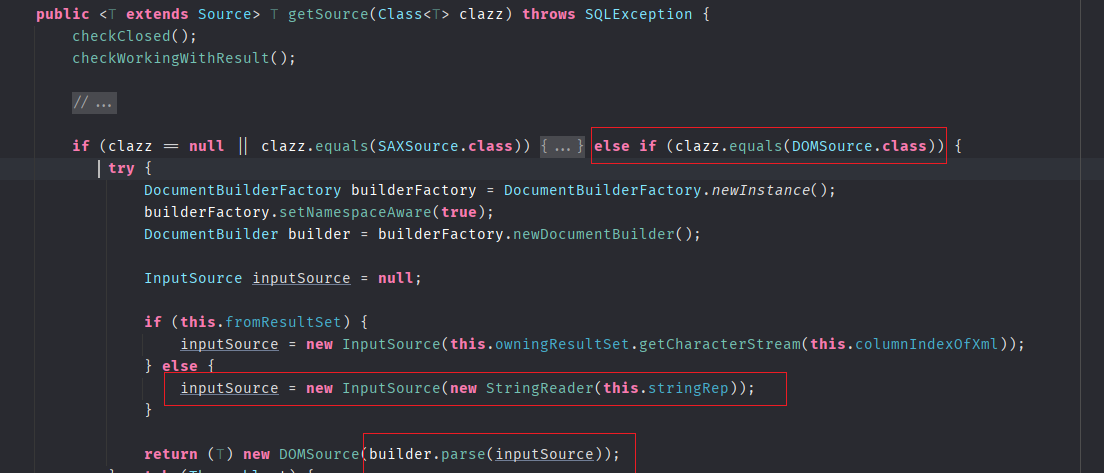 public <T extends Source> T getSource(Class<T> clazz) throws SQLException {
checkClosed();
checkWorkingWithResult();
//...
if (clazz == null || clazz.equals(SAXSource.class)) {...} else if (clazz.equals(DOMSource.class)) {
try {
DocumentBuilderFactory builderFactory = DocumentBuilderFactory.newInstance();
builderFactory.setNamespaceAware(true);
DocumentBuilder builder = builderFactory.newDocumentBuilder();
InputSource inputSource = null;
if (this.fromResultSet) {
inputSource = new InputSource(this.owningResultSet.getCharacterStream(this.columnIndexOfXml));
} else {
inputSource = new InputSource(new StringReader(this.stringRep));
}
return (T) new DOMSource(builder.parse(inputSource));